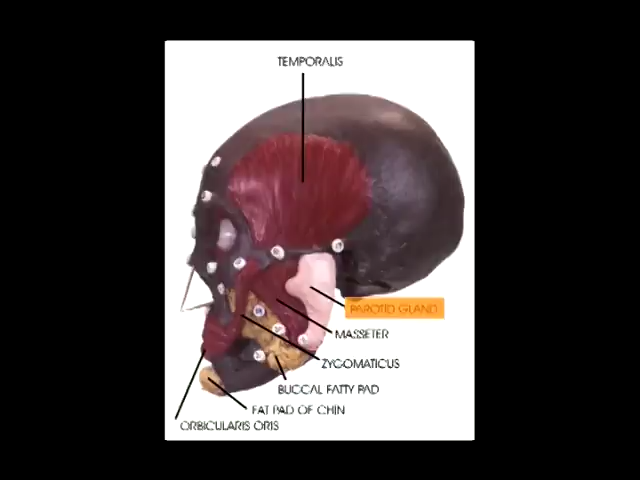 TEMPORALIS
PAROTID GLAND
MASSETER
ZYGOMATICUS
BUCCAL FATTY PAD
FAT PAD OF CHIN
ORBICULARIS ORIS